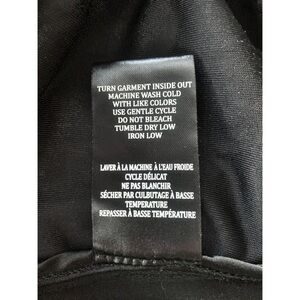 TURN GARMENT INSIDE OUT
MACHINE WASH COLD
WITH LIKE COLORS
USE GENTLE CYCLE
DO NOT BLEACH
TUMBLE DRY LOW
IRON LOW
LAVER À LA MACHINE À L'EAU FROIDE
CYCLE DÉLICAT
NE PAS BLANCHIR
SÉCHER PAR CULBUTAGE À BASSE
TEMPERATURE
REPASSER À BASSE TEMPÉRATURE